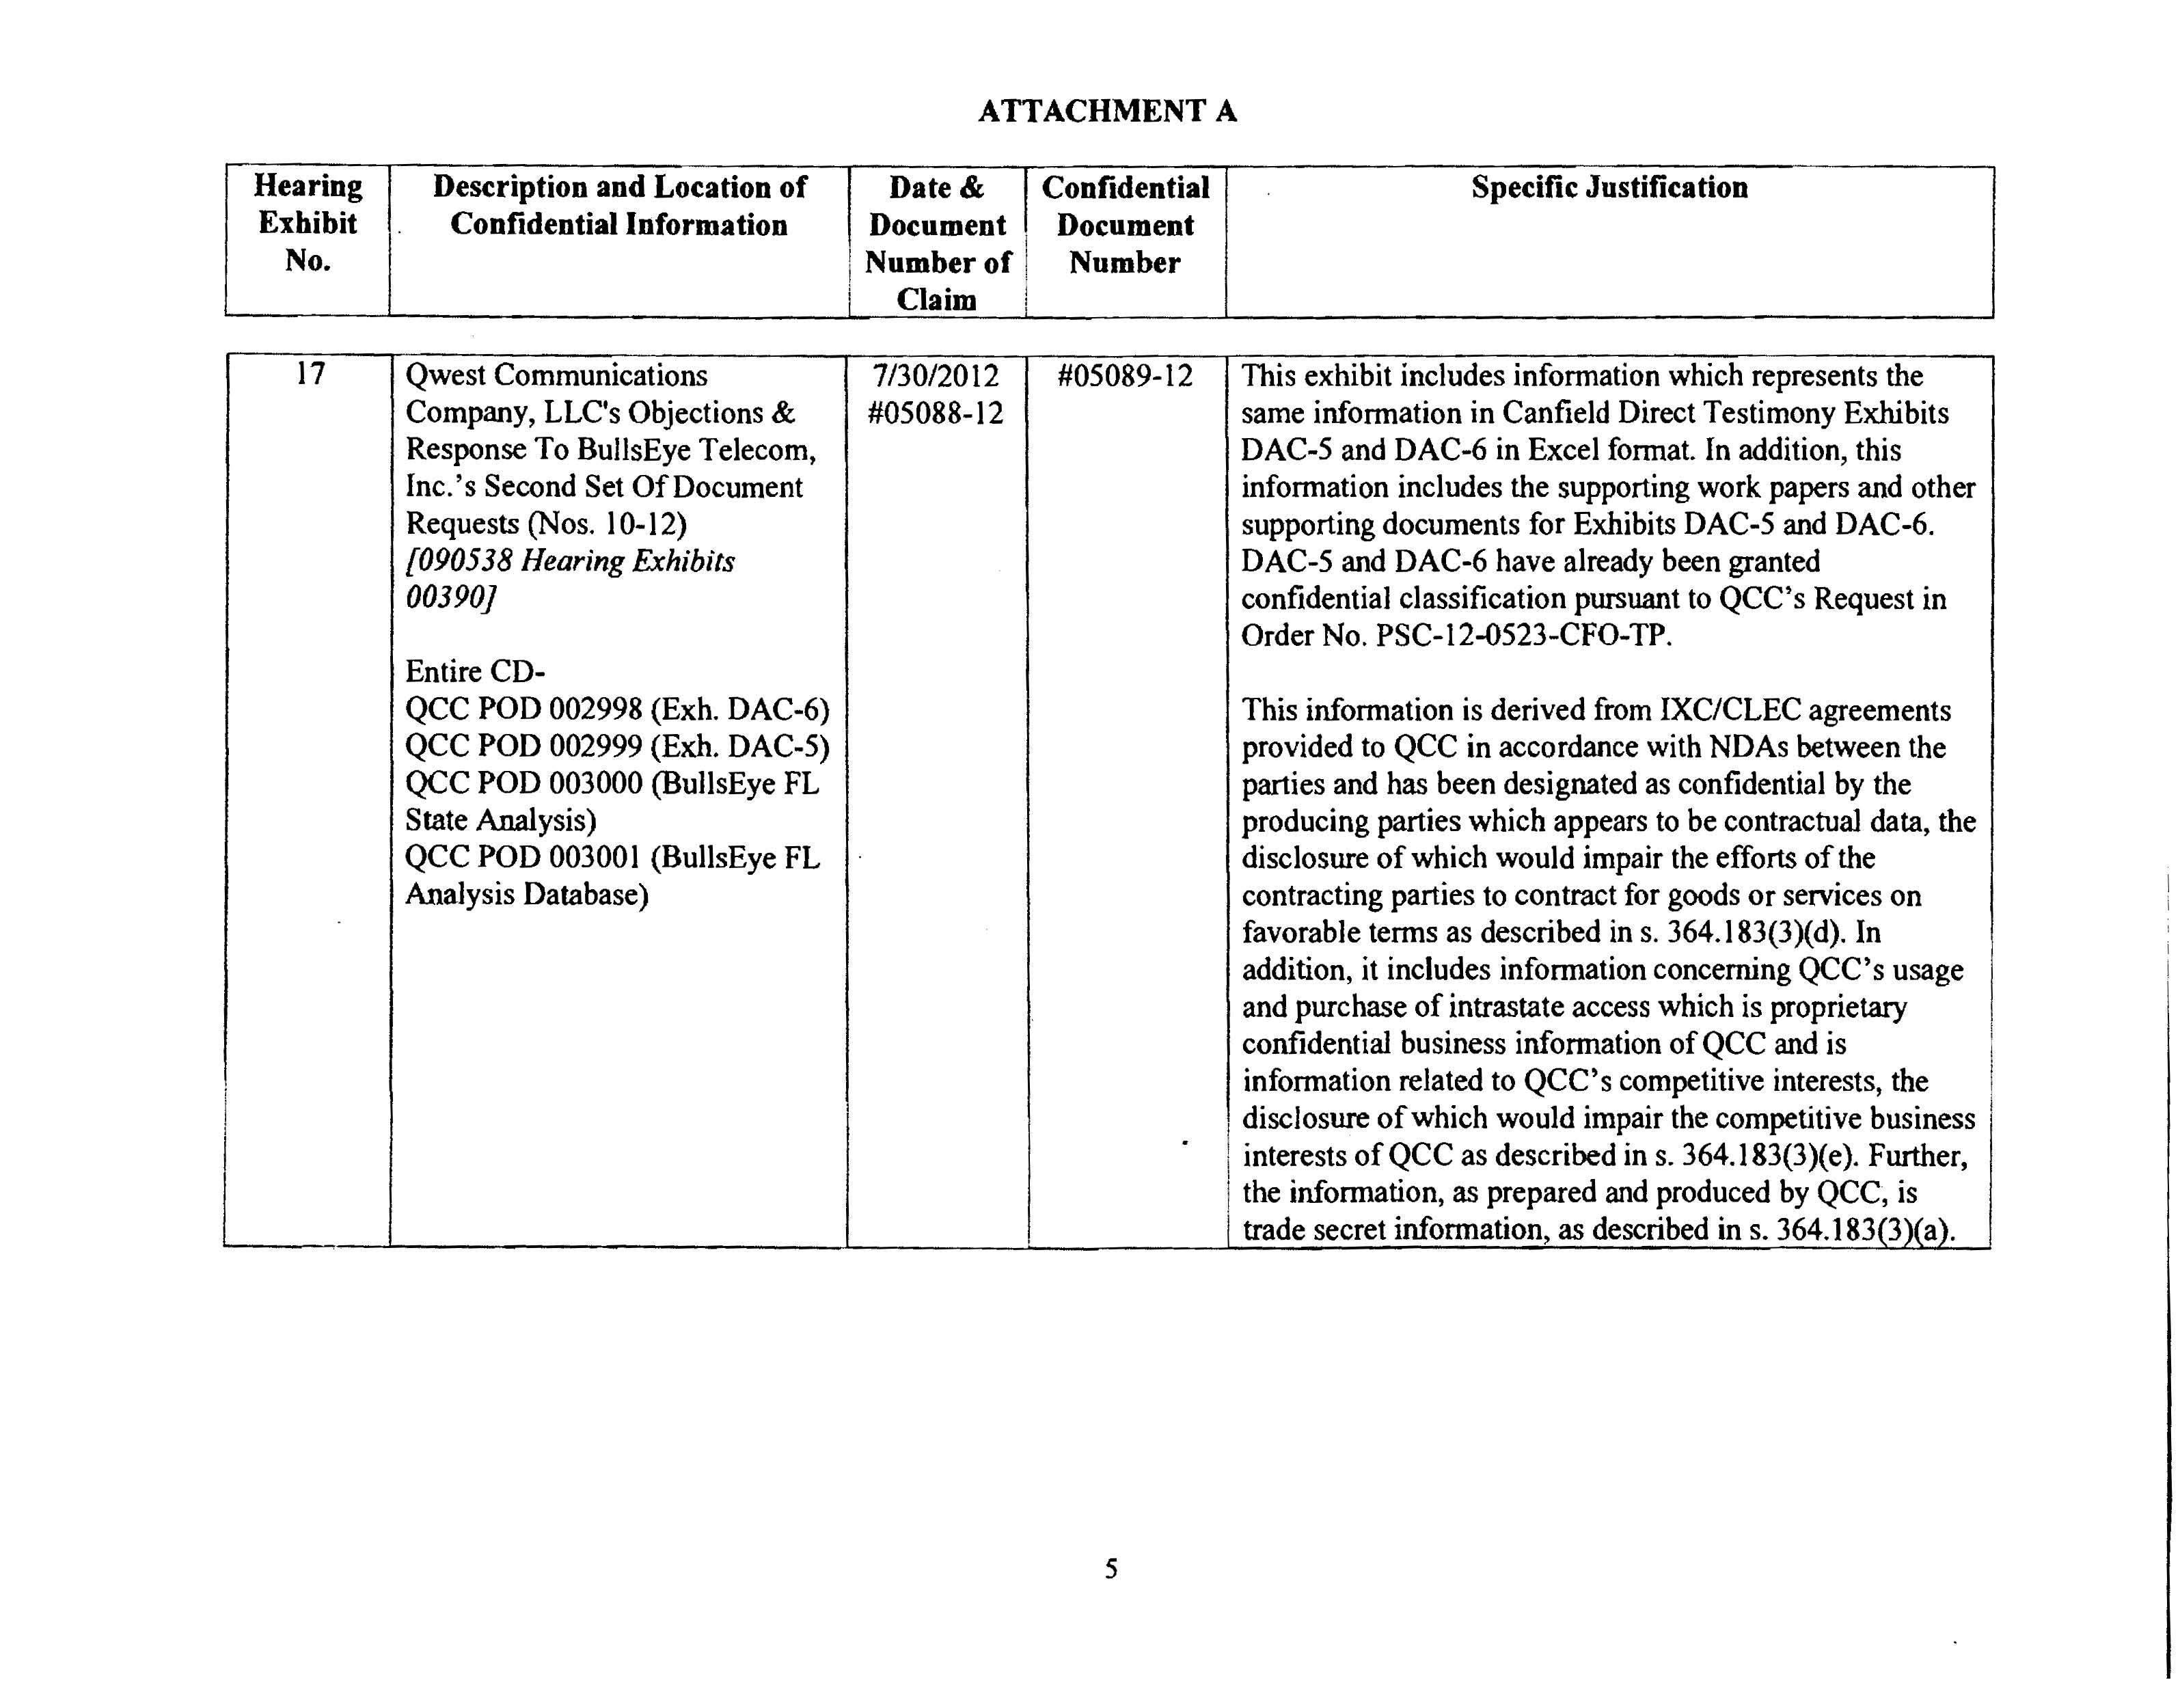 ATTACHMENT A
Hearing
Exhibit
No.
Description and Location of
Confidential Information
Date &
Document
Number of
Claim
Confidential
Document
Number
Specific Justification
17
Qwest Communications
Company, LLC's Objections &
Response To BullsEye Telecom,
Inc.'s Second Set Of Document
Requests (Nos. 10-12)
[090538 Hearing Exhibits
00390]
Entire CD-
QCC POD 002998 (Exh. DAC-6)
QCC POD 002999 (Exh. DAC-5)
QCC POD 003000 (BullsEye FL
State Analysis)
QCC POD 003001 (BullsEye FL
Analysis Database)
7/30/2012
#05088-12
#05089-12
This exhibit includes information which represents the
same information in Canfield Direct Testimony Exhibits
DAC-5 and DAC-6 in Excel format. In addition, this
information includes the supporting work papers and other
supporting documents for Exhibits DAC-5 and DAC-6.
DAC-5 and DAC-6 have already been granted
confidential classification pursuant to QCC's Request in
Order No. PSC-12-0523-CFO-TP.
This information is derived from IXC/CLEC agreements
provided to QCC in accordance with NDAs between the
parties and has been designated as confidential by the
producing parties which appears to be contractual data, the
disclosure of which would impair the efforts of the
contracting parties to contract for goods or services on
favorable terms as described in s. 364.183(3)(d). In
addition, it includes information concerning QCC's usage
and purchase of intrastate access which is proprietary
confidential business information of QCC and is
information related to QCC's competitive interests, the
disclosure of which would impair the competitive business
interests of QCC as described in s. 364.183(3)(e). Further,
the information, as prepared and produced by QCC, is
trade secret information, as described in s. 364.183(3)(a).
5